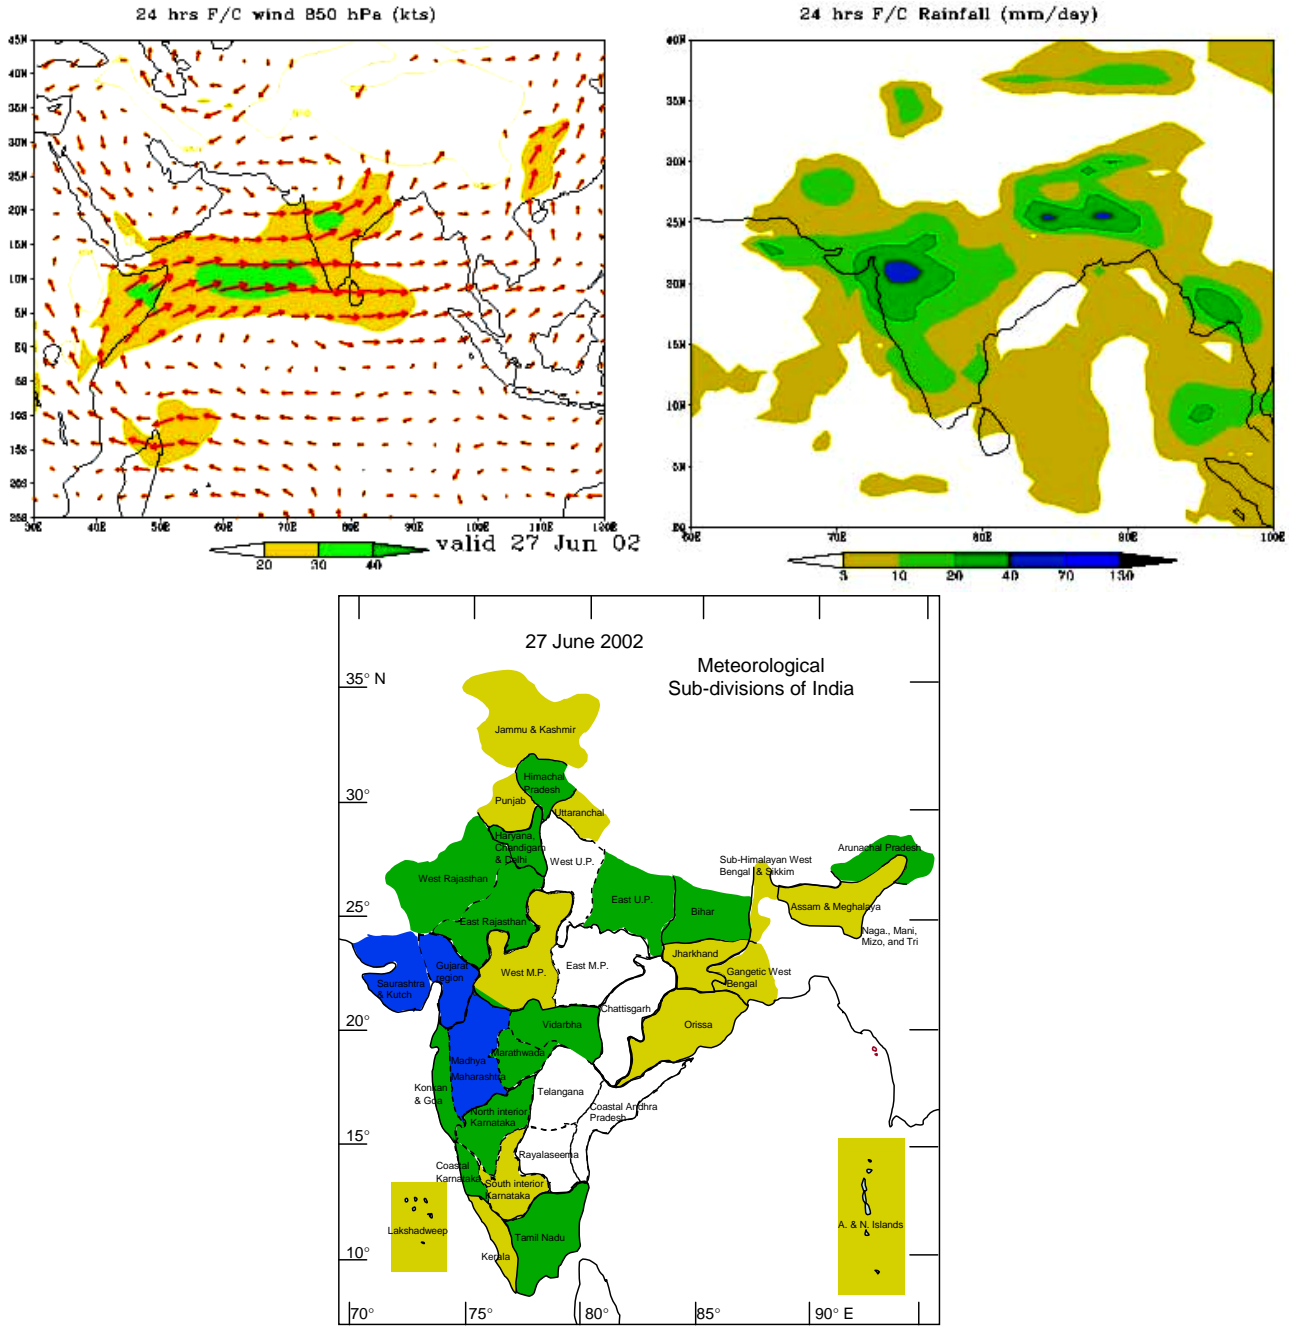 24 hrs F/C wind 850 hPa (kts)
45N
40N
35N
30N
25N
20N
15N
10N
5N
EQ
5S
10S
15S
20S
25S
30E 40E 50E 60E 70E 80E 90E 100E 110E 120E
20 30 40
valid 27 Jun 02
24 hrs F/C Rainfall (mm/day)
40N
35N
30N
25N
20N
15N
10N
5N
EQ
60E 70E 80E 90E 100E
10 20 40 70 130
27 June 2002
Meteorological
Sub-divisions of India
35° N
30°
25°
20°
15°
10°
70° 75° 80° 85° 90° E
Jammu & Kashmir
Himachal
Pradesh
Punjab
Uttaranchal
Haryana,
Chandigarh
& Delhi
West U.P.
West Rajasthan
East U.P.
Bihar
Sub-Himalayan West
Bengal & Sikkim
Arunachal Pradesh
Assam & Meghalaya
Naga., Mani,
Mizo, and Tri
East Rajasthan
Jharkhand
Gangetic West
Bengal
Saurashtra
& Kutch
Gujarat
region
West M.P.
East M.P.
Chattisgarh
Orissa
Vidarbha
Marathwada
Madhya
Maharashtra
Konkan
& Goa
Telangana
Coastal Andhra
Pradesh
North interior
Karnataka
Rayalaseema
Coastal
Karnataka
South interior
Karnataka
Lakshadweep
Kerala
Tamil Nadu
A. & N. Islands